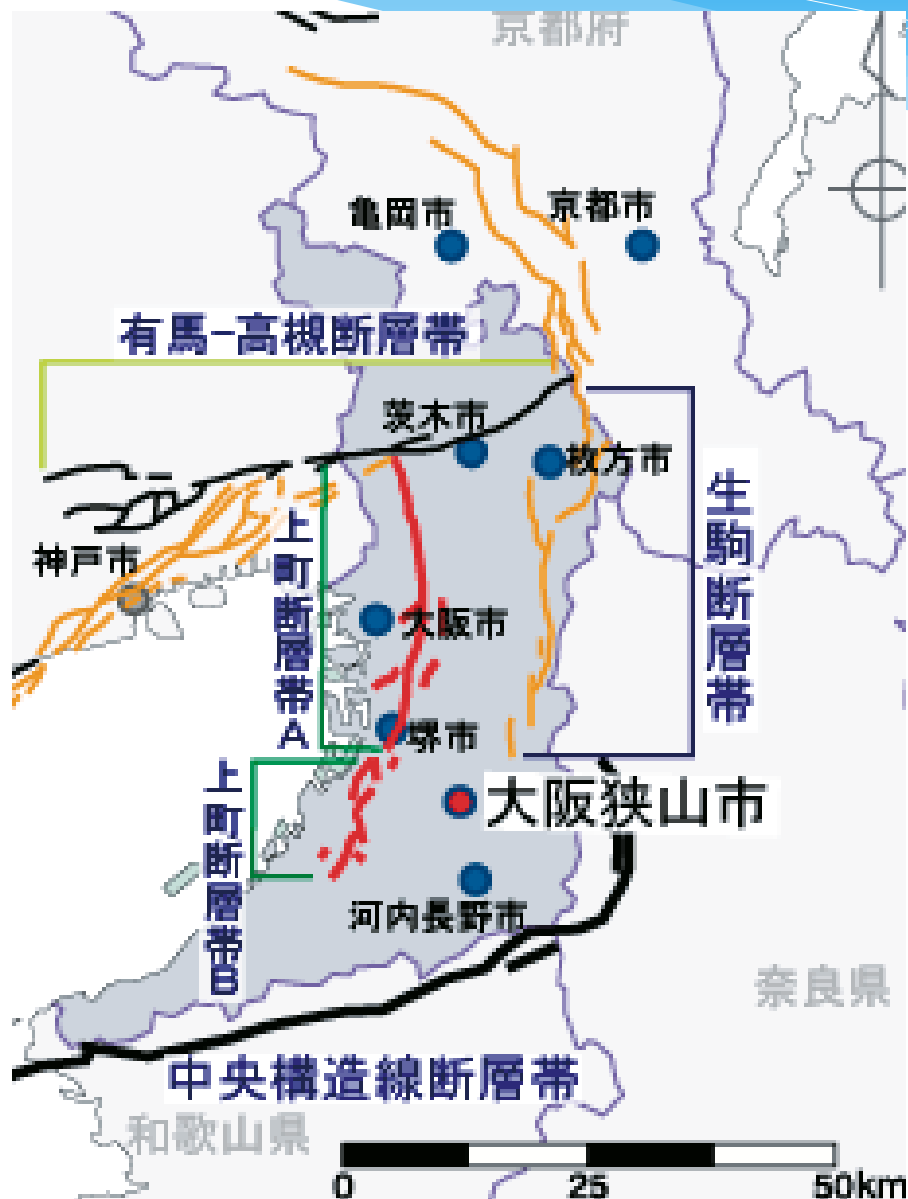 京都府
亀岡市
京都市
有馬-高槻断層帯
茨木市
枚方市
生駒断層帯
神戸市
上町断層帯A
大阪市
堺市
上町断層帯B
大阪狭山市
河内長野市
奈良県
中央構造線断層帯
和歌山県
0 25 50km